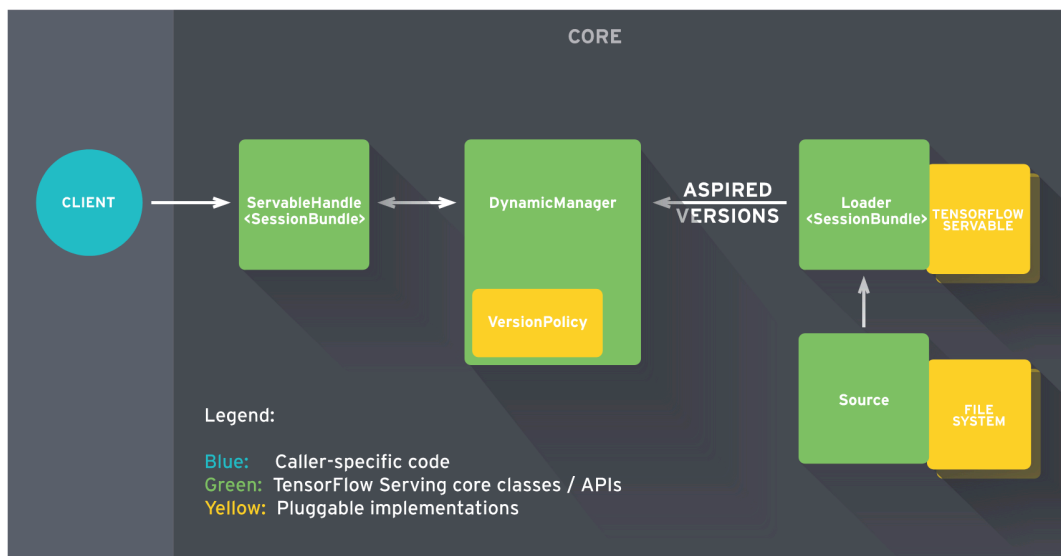 CORE
CLIENT
ServableHandle
<SessionBundle>
DynamicManager
VersionPolicy
ASPIRED
VERSIONS
Loader
<SessionBundle>
TENSORFLOW
SERVABLE
Source
FILE
SYSTEM
Legend:
Blue: Caller-specific code
Green: TensorFlow Serving core classes / APIs
Yellow: Pluggable implementations